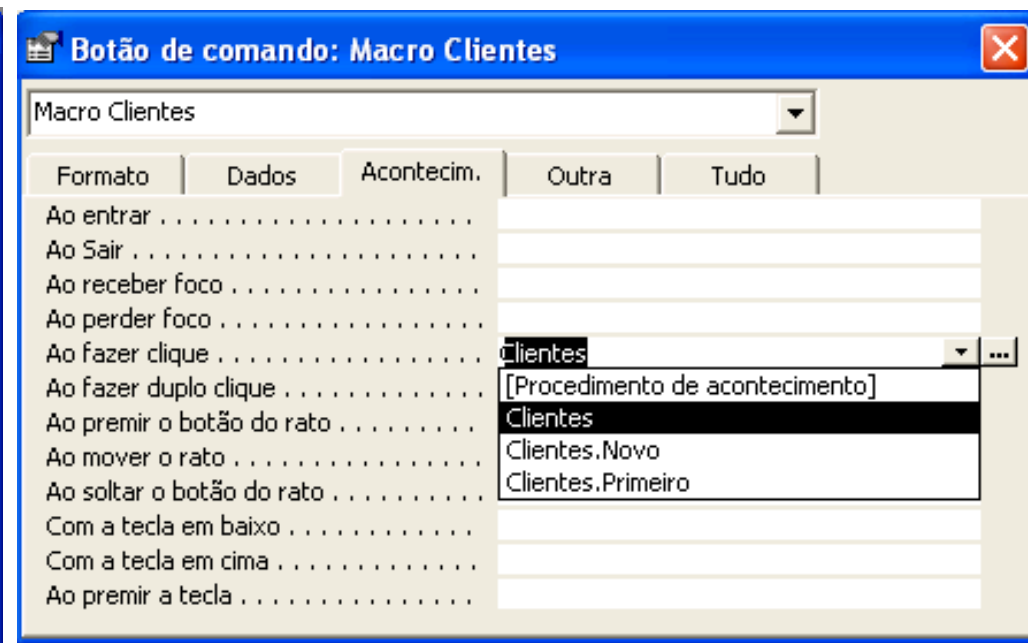 Botão de comando: Macro Clientes
Macro Clientes
Formato Dados Acontecim. Outra Tudo
Ao entrar . . . . . . . . . . . . . . . . . . . . .
Ao Sair . . . . . . . . . . . . . . . . . . . . . . .
Ao receber foco . . . . . . . . . . . . . . . . .
Ao perder foco . . . . . . . . . . . . . . . . . .
Ao fazer clique . . . . . . . . . . . . . . . . . . Clientes ...
Ao fazer duplo clique . . . . . . . . . . . . . [Procedimento de acontecimento]
Ao premir o botão do rato . . . . . . . . . Clientes
Ao mover o rato . . . . . . . . . . . . . . . . Clientes.Novo
Ao soltar o botão do rato . . . . . . . . . . Clientes.Primeiro
Com a tecla em baixo . . . . . . . . . . . . .
Com a tecla em cima . . . . . . . . . . . . . .
Ao premir a tecla . . . . . . . . . . . . . . . .